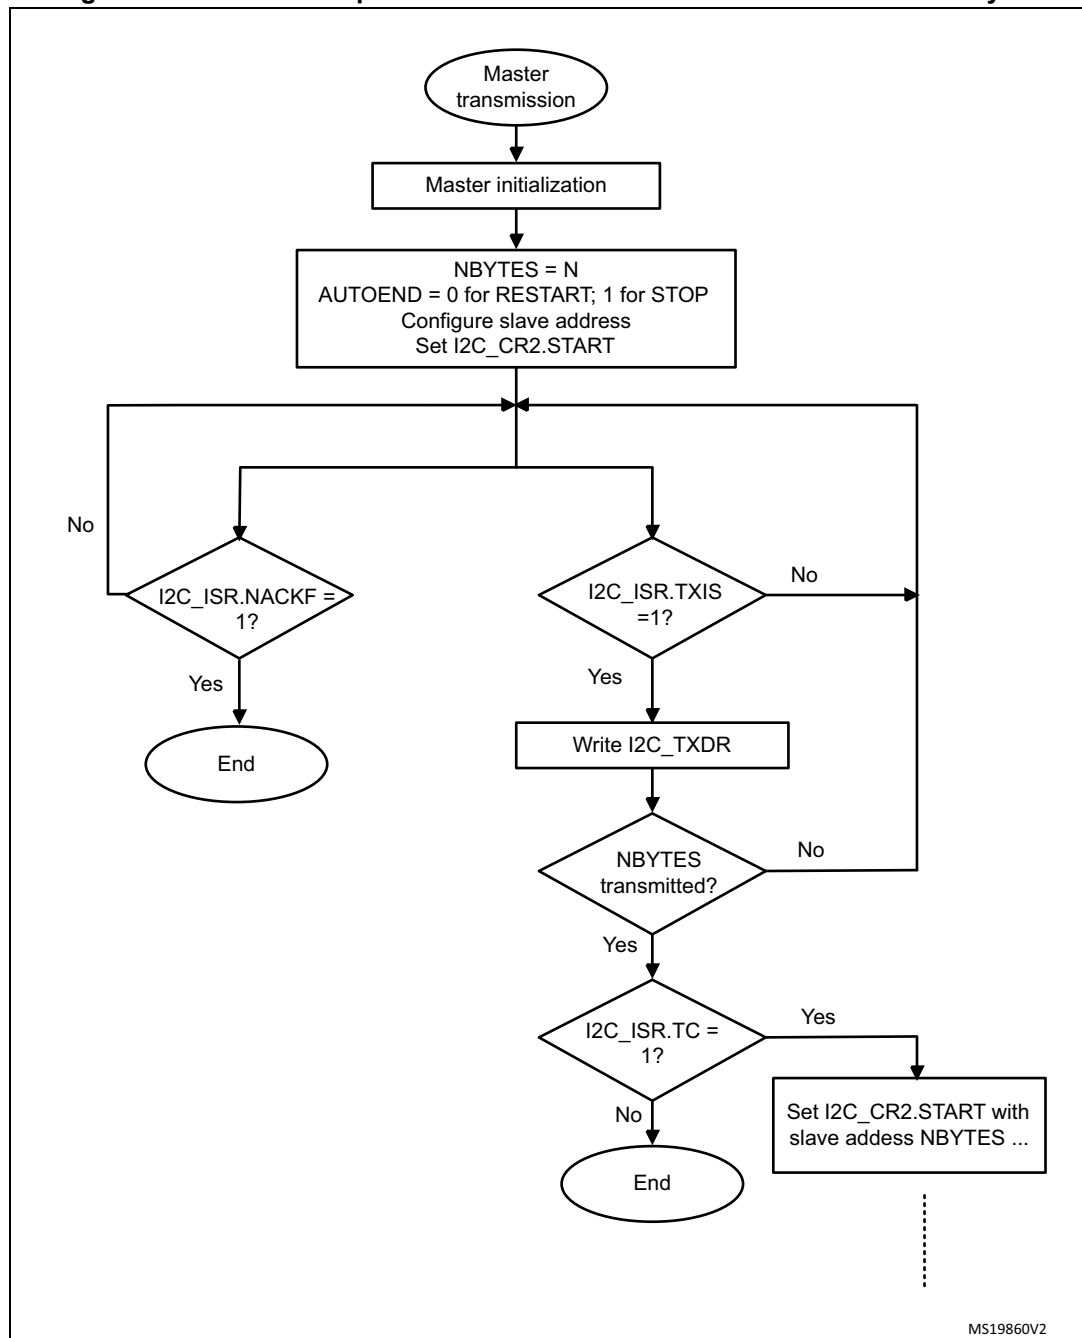 Master
transmission
Master initialization
NBYTES = N
AUTOEND = 0 for RESTART; 1 for STOP
Configure slave address
Set I2C_CR2.START
No
I2C_ISR.NACKF =
1?
Yes
End
I2C_ISR.TXIS
=1?
No
Yes
Write I2C_TXDR
NBYTES
transmitted?
No
Yes
I2C_ISR.TC =
1?
Yes
No
End
Set I2C_CR2.START with
slave addess NBYTES ...
MS19860V2